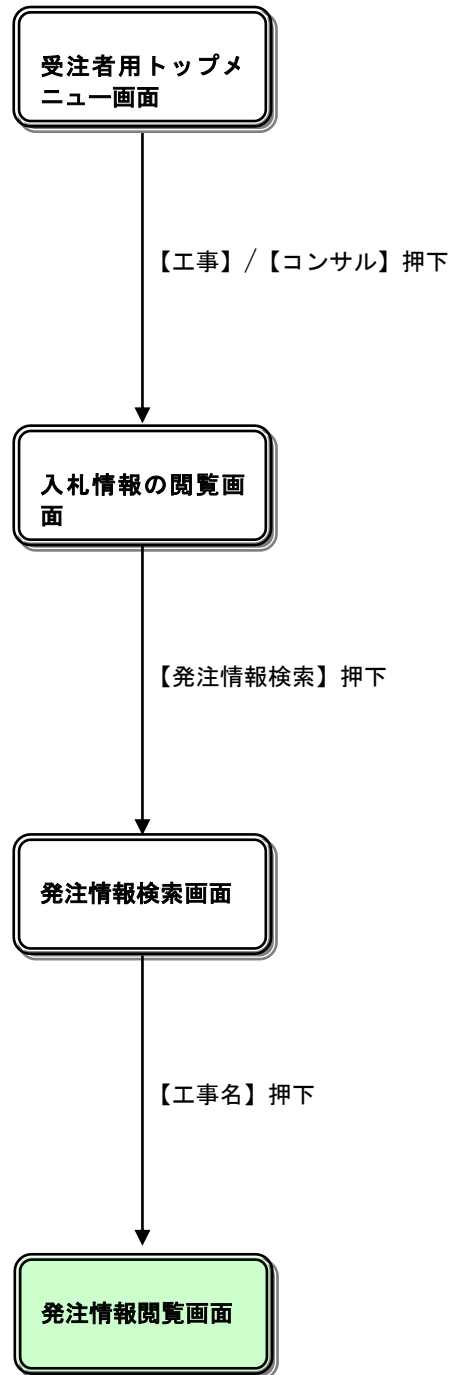 受注者用トップメ
ニュー画面
【工事】/【コンサル】押下
入札情報の閲覧画
面
【発注情報検索】押下
発注情報検索画面
【工事名】押下
発注情報閲覧画面